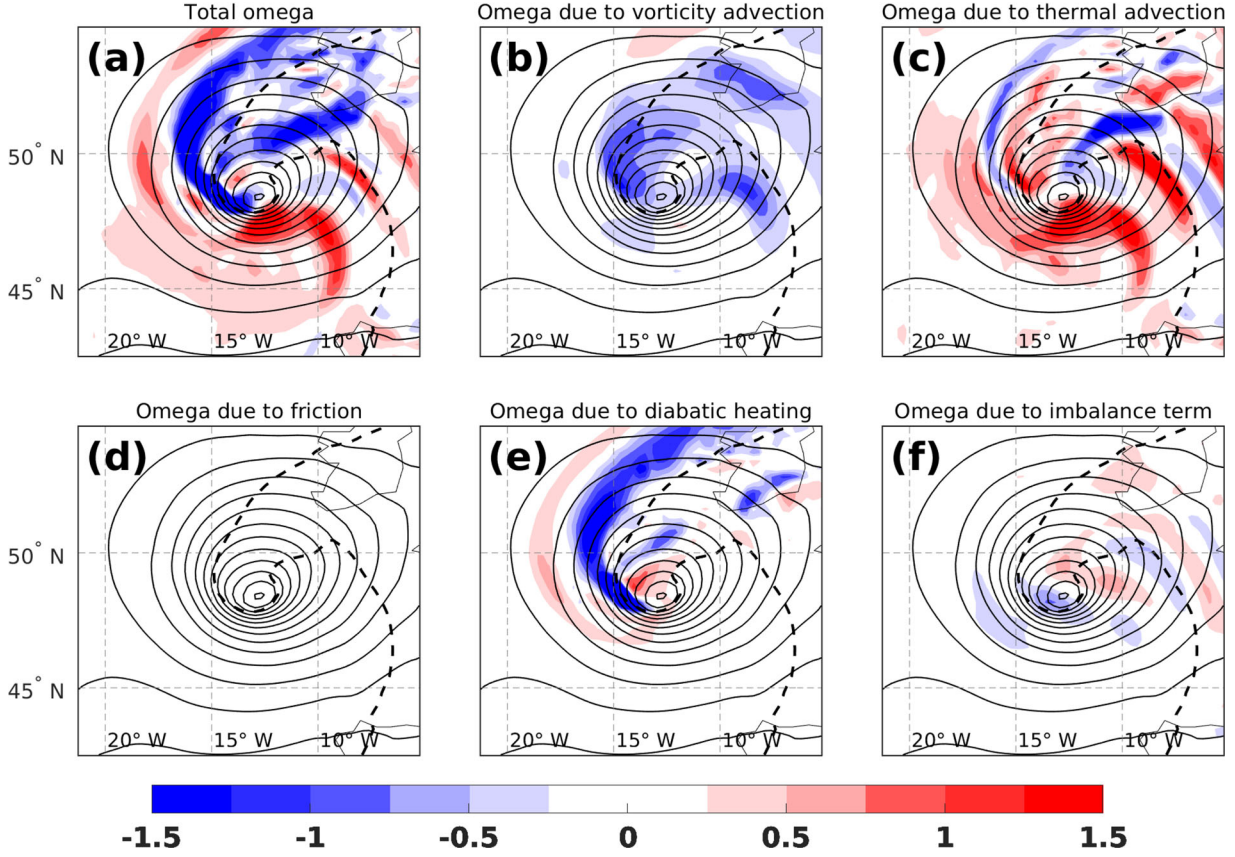 Total omega
Omega due to vorticity advection
Omega due to thermal advection
(a)
(b)
(c)
50° N
45° N
20° W
15° W
10° W
20° W
15° W
10° W
20° W
15° W
10° W
Omega due to friction
Omega due to diabatic heating
Omega due to imbalance term
(d)
(e)
(f)
50° N
45° N
20° W
15° W
10° W
20° W
15° W
10° W
20° W
15° W
10° W
-1.5
-1
-0.5
0
0.5
1
1.5